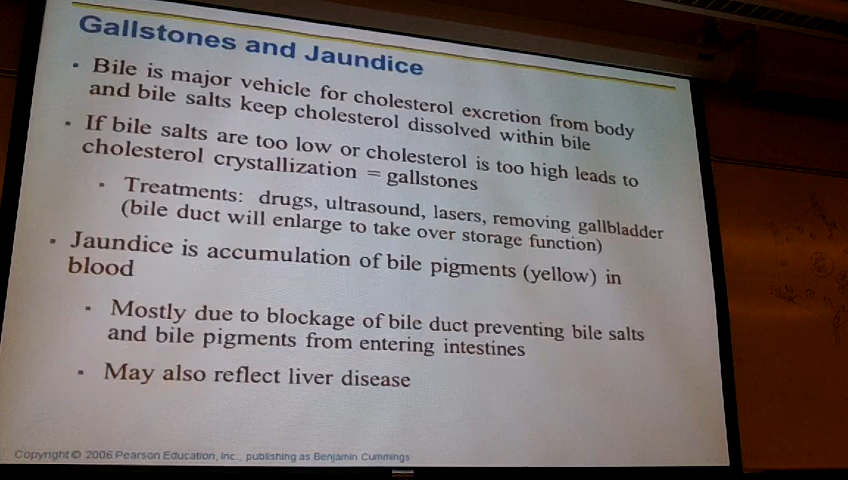 Gallstones and Jaundice
Bile is major vehicle for cholesterol excretion from body
and bile salts keep cholesterol dissolved within bile
If bile salts are too low or cholesterol is too high leads to
cholesterol crystallization = gallstones
Treatments: drugs, ultrasound, lasers, removing gallbladder
(bile duct will enlarge to take over storage function)
Jaundice is accumulation of bile pigments (yellow) in
blood
Mostly due to blockage of bile duct preventing bile salts
and bile pigments from entering intestines
May also reflect liver disease
Copyright © 2006 Pearson Education, Inc., publishing as Benjamin Cummings